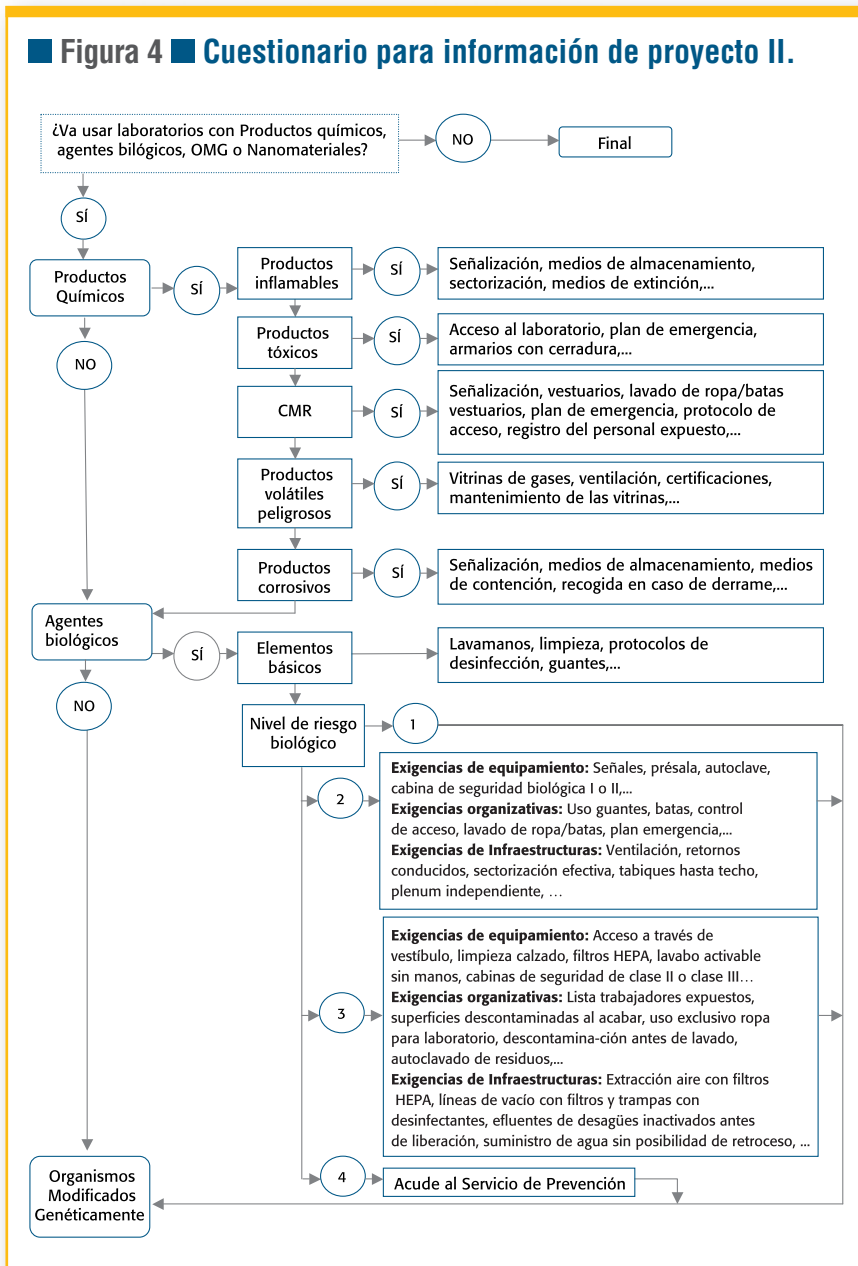 Figura 4 Cuestionario para información de proyecto II.
¿Va usar laboratorios con Productos químicos,
agentes bilógicos, OMG o Nanomateriales?
NO
Final
SÍ
Productos
Químicos
SÍ
Productos
inflamables
SÍ
Señalización, medios de almacenamiento,
sectorización, medios de extinción,...
Productos
tóxicos
SÍ
Acceso al laboratorio, plan de emergencia,
armarios con cerradura,...
NO
CMR
SÍ
Señalización, vestuarios, lavado de ropa/batas
vestuarios, plan de emergencia, protocolo de
acceso, registro del personal expuesto,...
Productos
volátiles
peligrosos
SÍ
Vitrinas de gases, ventilación, certificaciones,
mantenimiento de las vitrinas,...
Productos
corrosivos
SÍ
Señalización, medios de almacenamiento, medios
de contención, recogida en caso de derrame,...
Agentes
biológicos
SÍ
Elementos
básicos
Lavamanos, limpieza, protocolos de
desinfección, guantes,...
NO
Nivel de riesgo
biológico
1
2
Exigencias de equipamiento: Señales, présala, autoclave,
cabina de seguridad biológica I o II,...
Exigencias organizativas: Uso guantes, batas, control
de acceso, lavado de ropa/batas, plan emergencia,...
Exigencias de Infraestructuras: Ventilación, retornos
conducidos, sectorización efectiva, tabiques hasta techo,
plenum independiente, ...
3
Exigencias de equipamiento: Acceso a través de
vestíbulo, limpieza calzado, filtros HEPA, lavabo activable
sin manos, cabinas de seguridad de clase II o clase III...
Exigencias organizativas: Lista trabajadores expuestos,
superficies descontaminadas al acabar, uso exclusivo ropa
para laboratorio, descontamina-ción antes de lavado,
autoclavado de residuos,...
Exigencias de Infraestructuras: Extracción aire con filtros
HEPA, líneas de vacío con filtros y trampas con
desinfectantes, efluentes de desagües inactivados antes
de liberación, suministro de agua sin posibilidad de retroceso, ...
4
Acude al Servicio de Prevención
Organismos
Modificados
Genéticamente